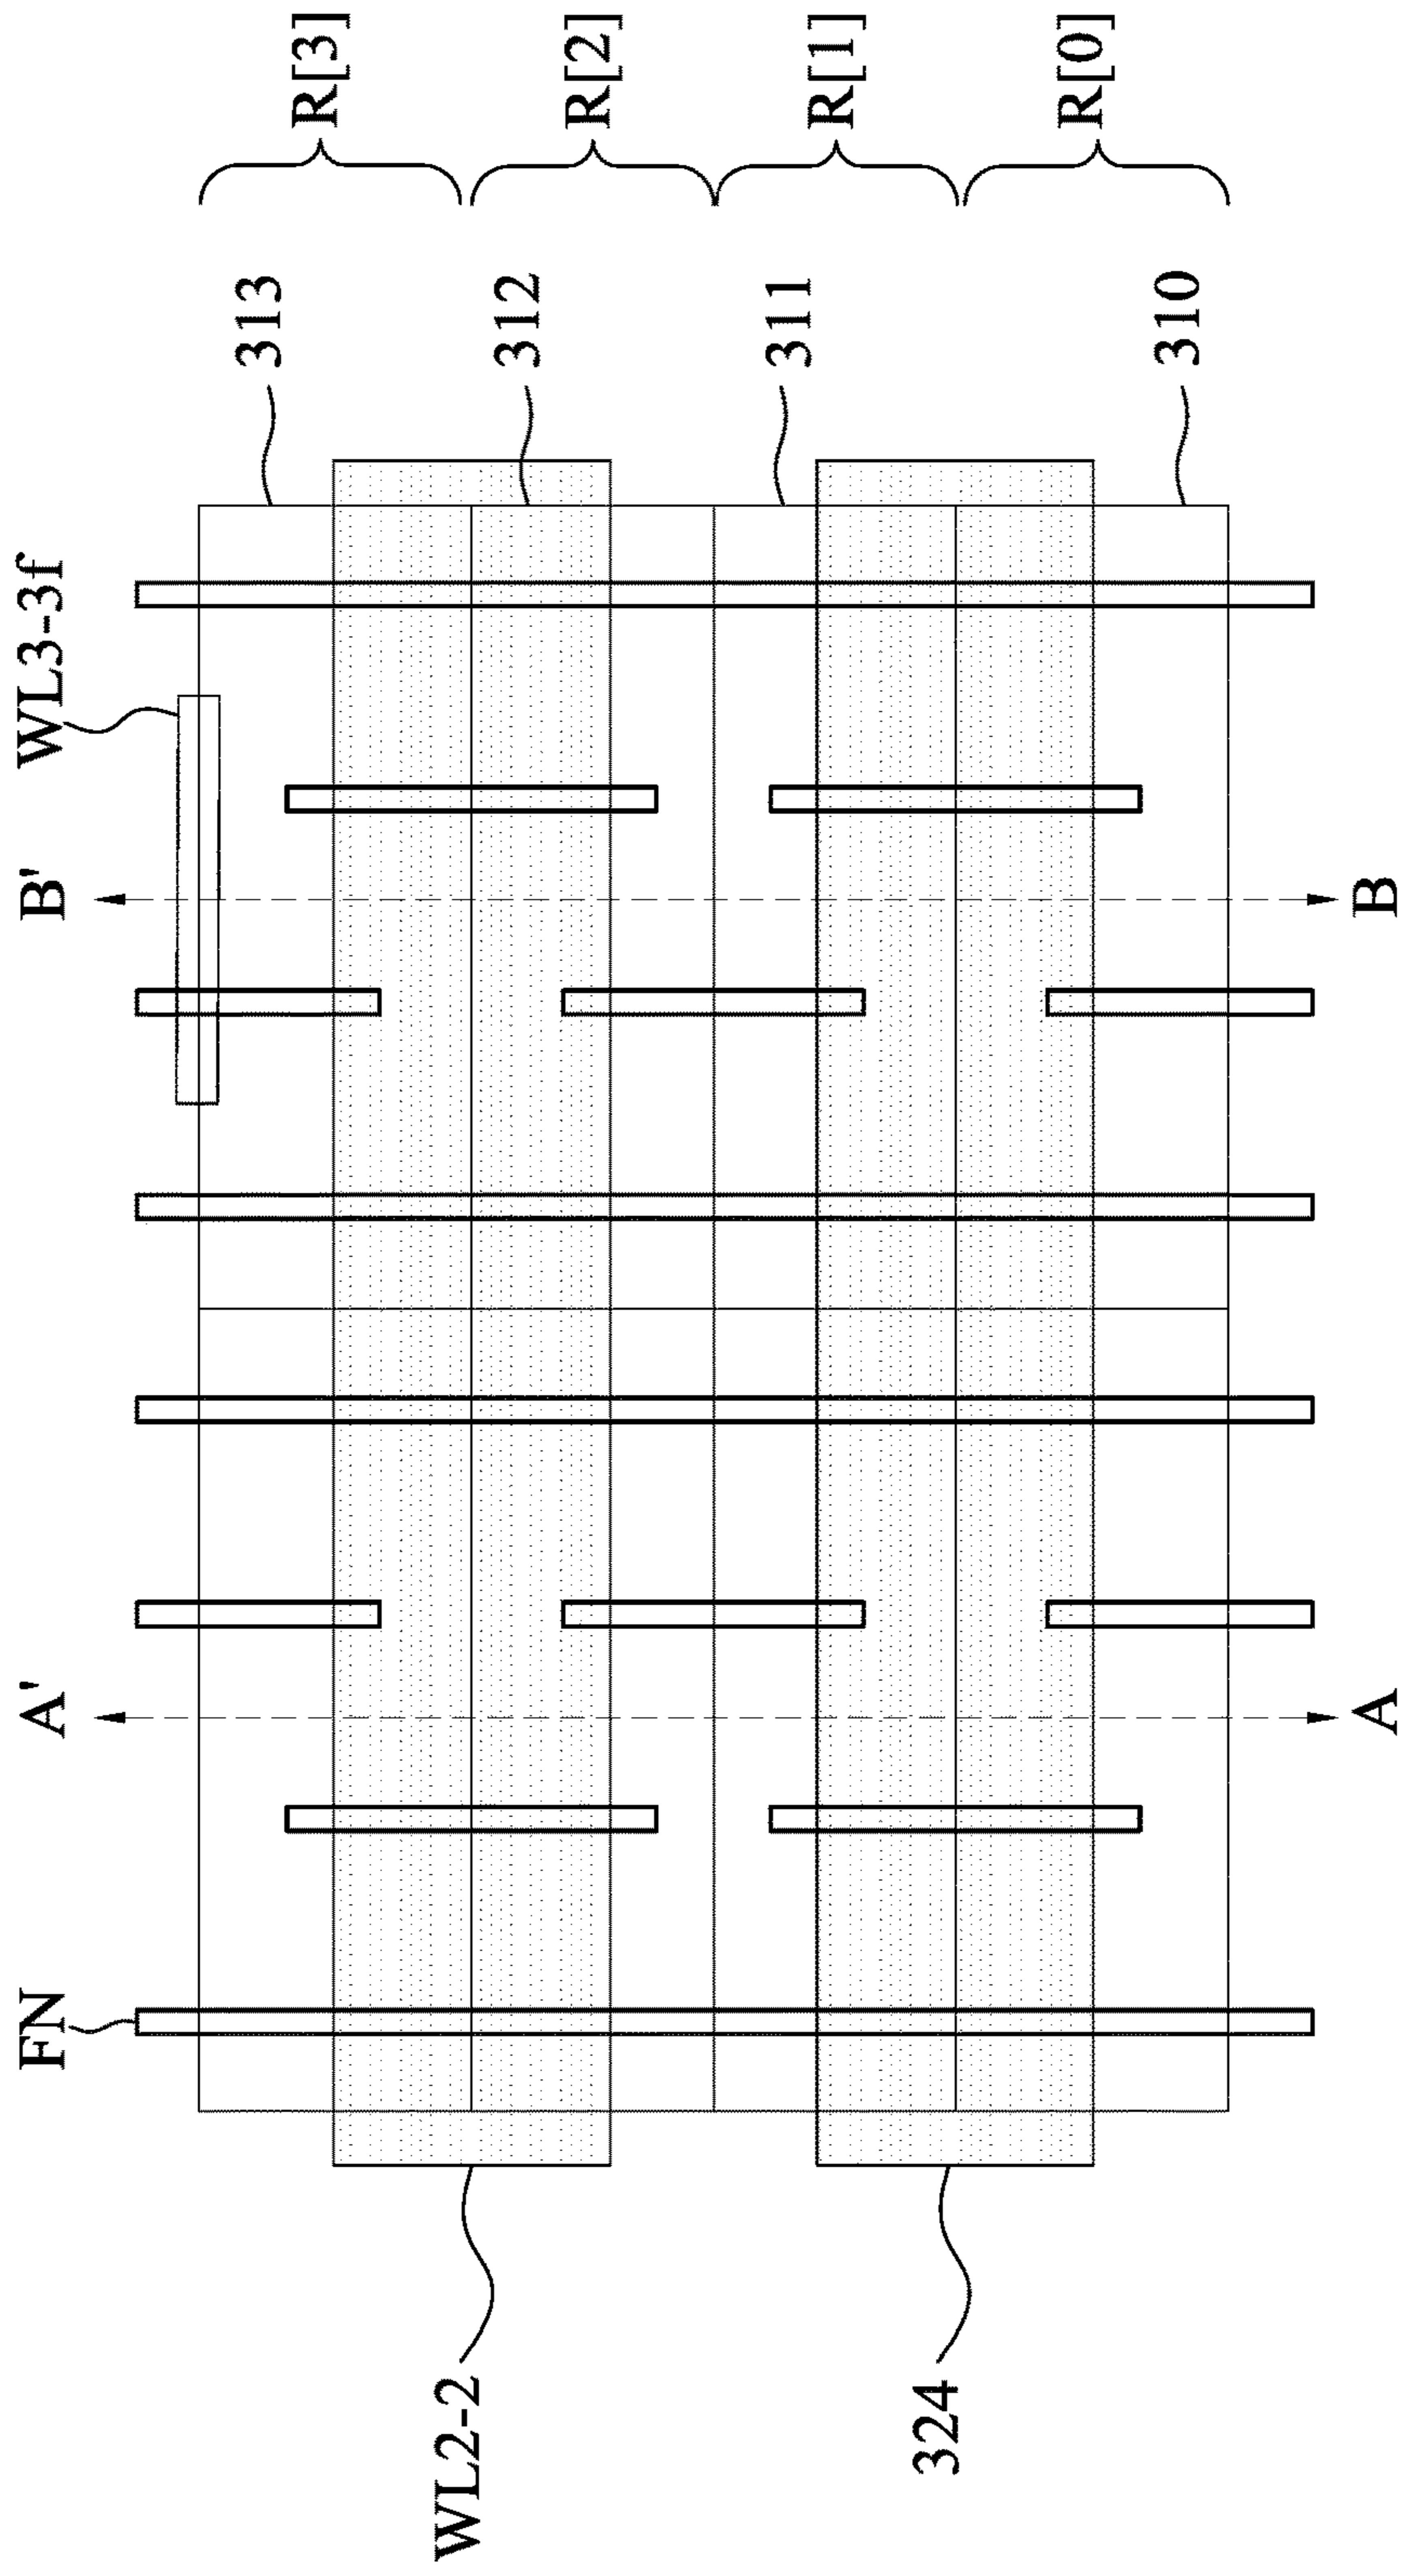 R[3]
R[2]
R[1]
R[0]
313
312
311
310
WL3-3f
B'
B
A'
A
FN
WL2-2
324